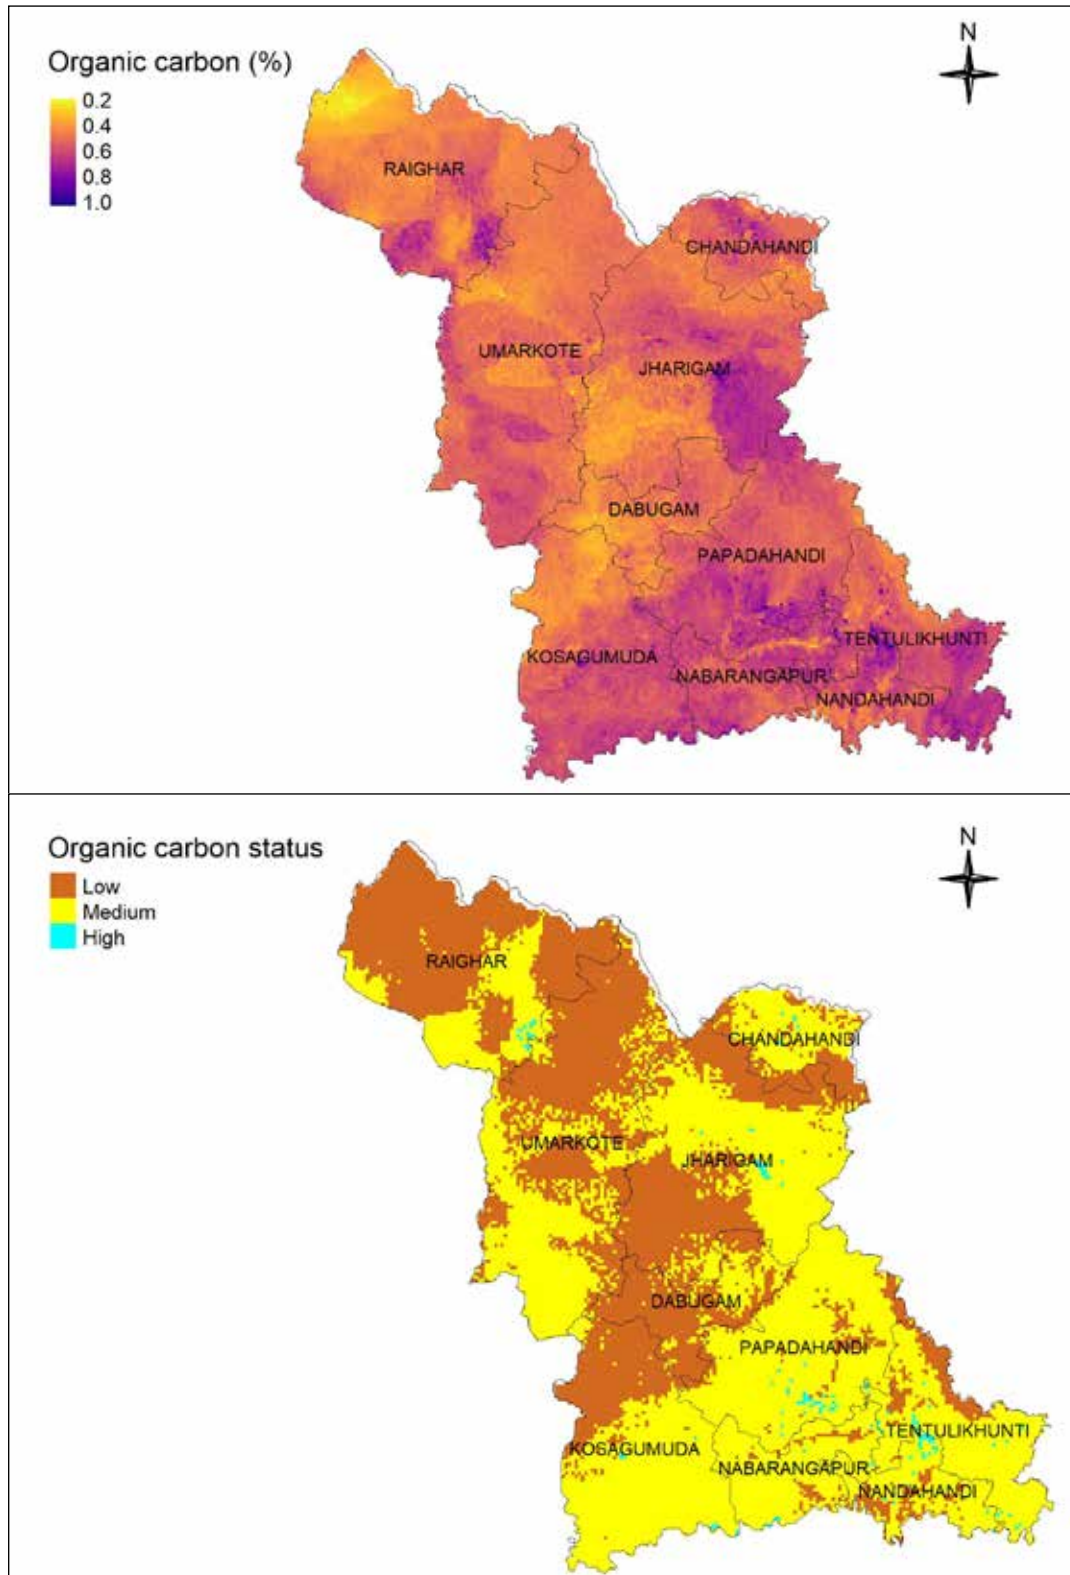 N
Organic carbon (%)
0.2
0.4
0.6
0.8
1.0
RAIGHAR
CHANDAHANDI
UMARKOTE
JHARIGAM
DABUGAM
PAPADAHANDI
TENTULIKHUNTI
KOSAGUMUDA
NABARANGAPUR
NANDAHANDI
N
Organic carbon status
Low
Medium
High
RAIGHAR
CHANDAHANDI
UMARKOTE
JHARIGAM
DABUGAM
PAPADAHANDI
TENTULIKHUNTI
KOSAGUMUDA
NABARANGAPUR
NANDAHANDI